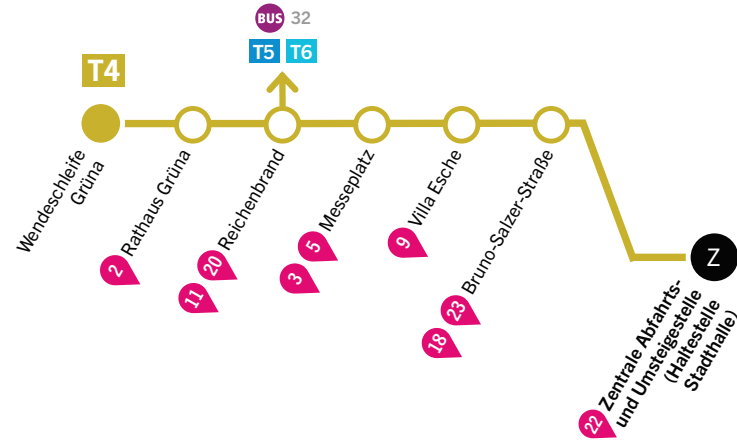 BUS 32
T5 T6
T4
Wendeschleife
Grüna
2 Rathaus Grüna
20 Reichenbrand
11
5 Messeplatz
3
9 Villa Esche
23 Bruno-Salzer-Straße
18
Z
22 Zentrale Abfahrts-
und Umsteigestelle
(Haltestelle
Stadthalle)